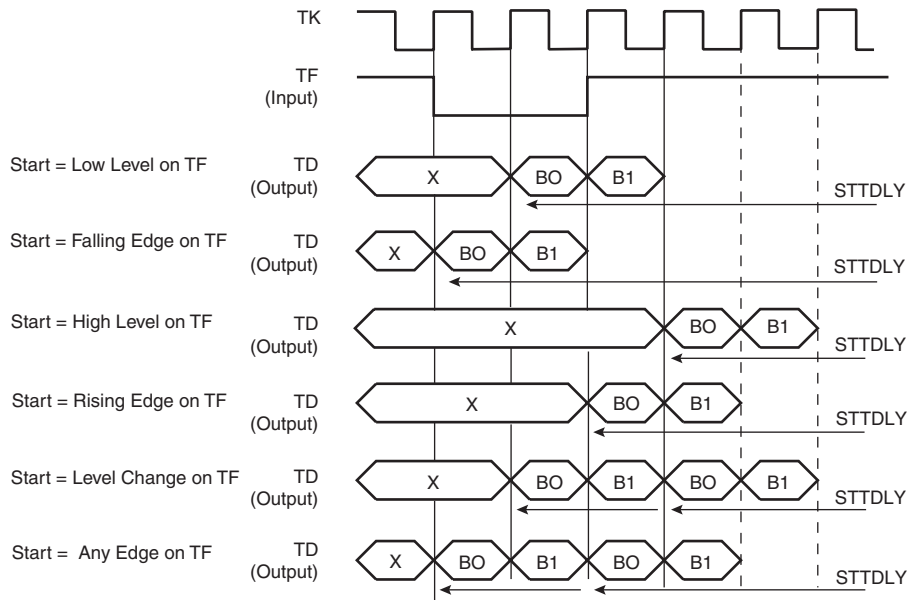 TK
TF
(Input)
Start = Low Level on TF
TD
(Output)
X
BO
B1
STTDLY
Start = Falling Edge on TF
TD
(Output)
X
BO
B1
STTDLY
Start = High Level on TF
TD
(Output)
X
BO
B1
STTDLY
Start = Rising Edge on TF
TD
(Output)
X
BO
B1
STTDLY
Start = Level Change on TF
TD
(Output)
X
BO
B1
BO
B1
STTDLY
Start = Any Edge on TF
TD
(Output)
X
BO
B1
BO
B1
STTDLY